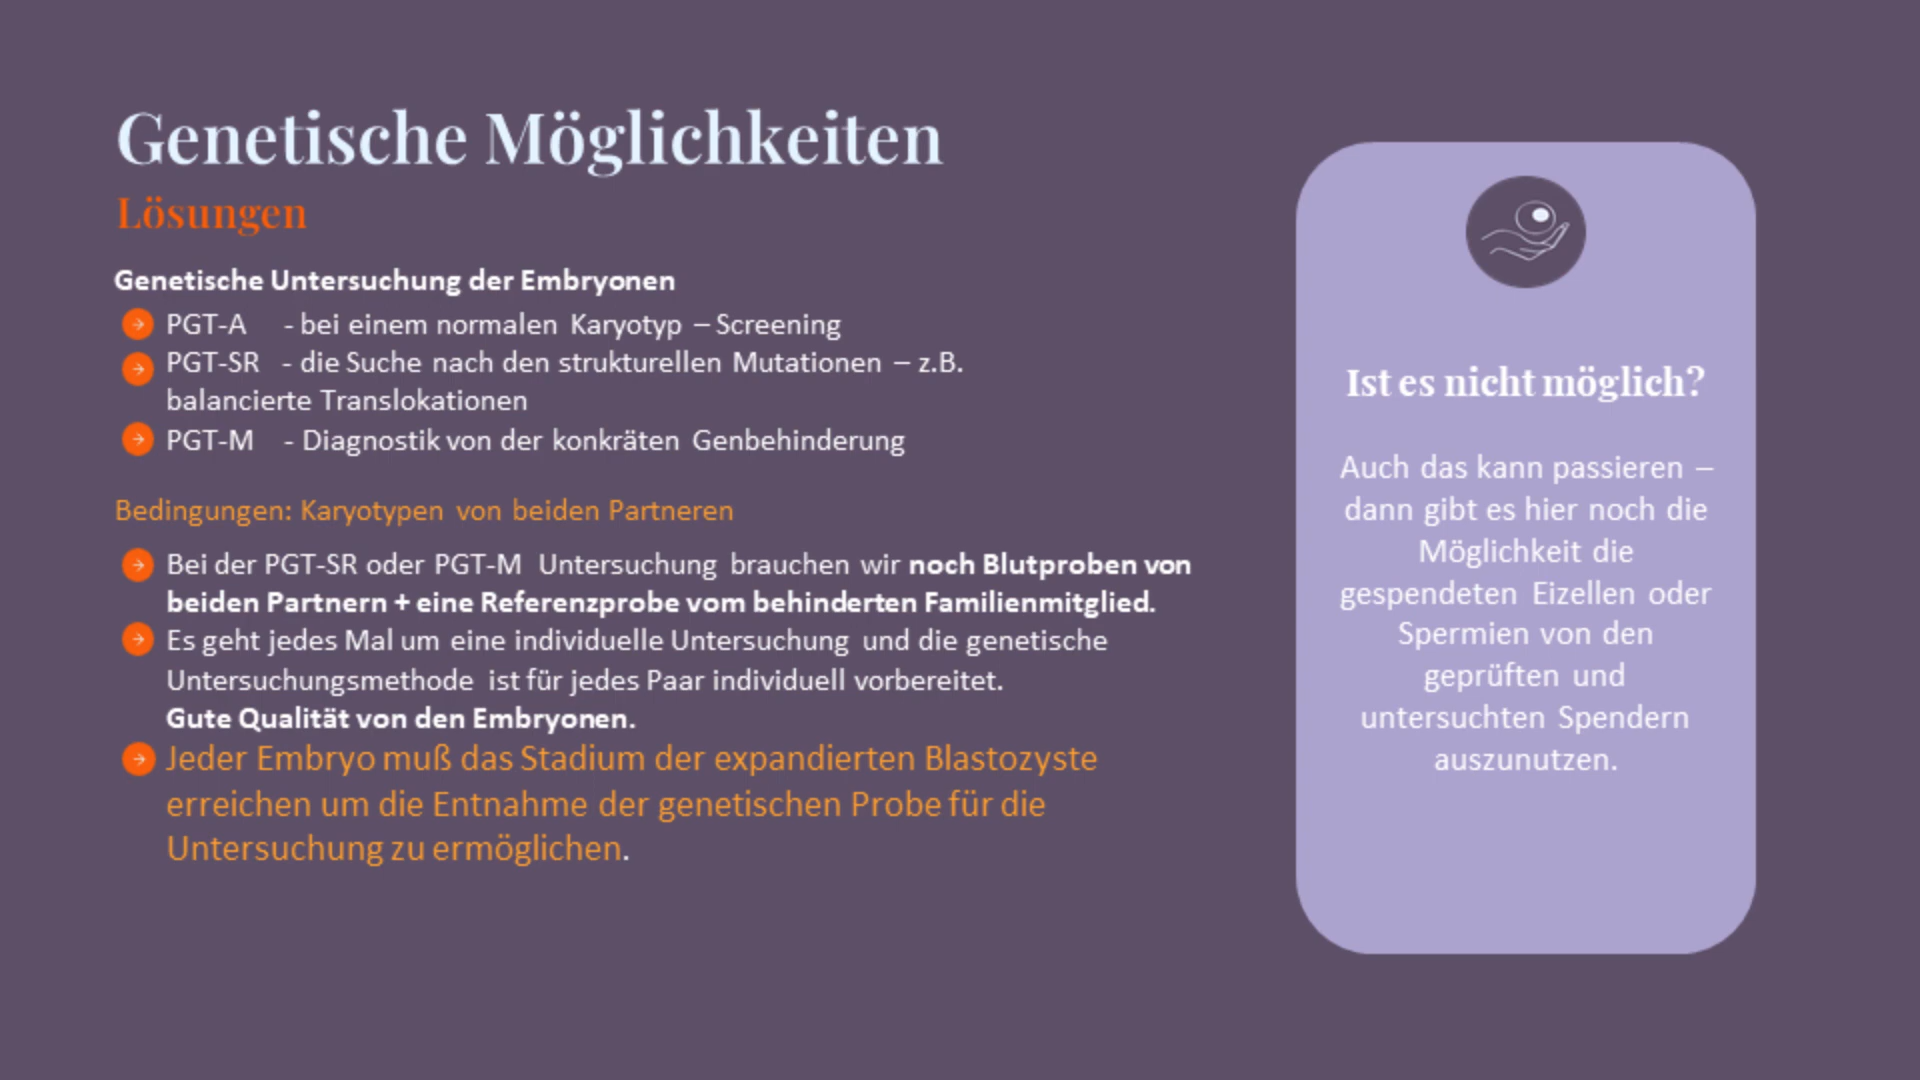 Genetische Möglichkeiten
Lösungen
Genetische Untersuchung der Embryonen
PGT-A - bei einem normalen Karyotyp – Screening
PGT-SR - die Suche nach den strukturellen Mutationen – z.B.
balancierte Translokationen
PGT-M - Diagnostik von der konkräten Genbehinderung
Bedingungen: Karyotypen von beiden Partneren
Bei der PGT-SR oder PGT-M Untersuchung brauchen wir noch Blutproben von
beiden Partnern + eine Referenzprobe vom behinderten Familienmitglied.
Es geht jedes Mal um eine individuelle Untersuchung und die genetische
Untersuchungsmethode ist für jedes Paar individuell vorbereitet.
Gute Qualität von den Embryonen.
Jeder Embryo muß das Stadium der expandierten Blastozyste
erreichen um die Entnahme der genetischen Probe für die
Untersuchung zu ermöglichen.
Ist es nicht möglich?
Auch das kann passieren –
dann gibt es hier noch die
Möglichkeit die
gespendeten Eizellen oder
Spermien von den
geprüften und
untersuchten Spendern
auszunutzen.